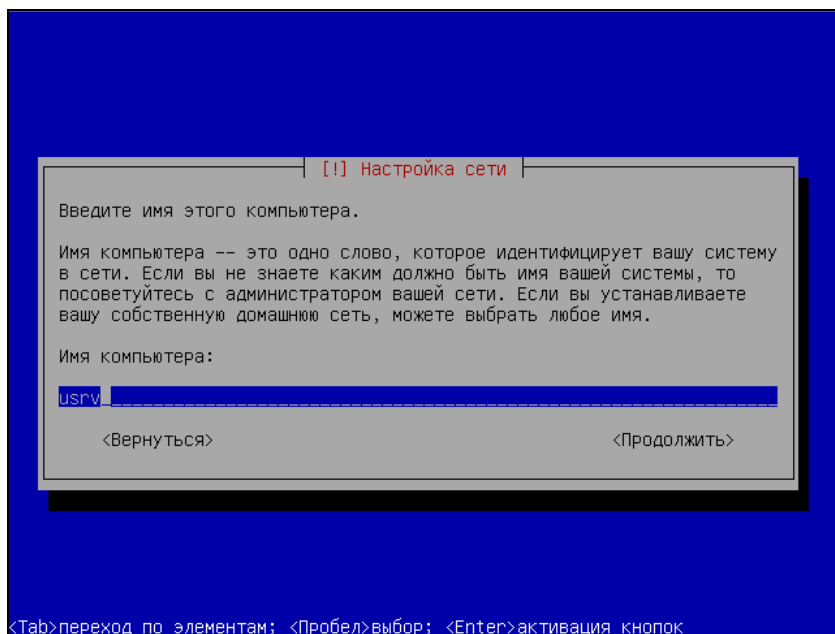 [!] Настройка сети
Введите имя этого компьютера.
Имя компьютера -- это одно слово, которое идентифицирует вашу систему
в сети. Если вы не знаете каким должно быть имя вашей системы, то
посоветуйтесь с администратором вашей сети. Если вы устанавливаете
вашу собственную домашнюю сеть, можете выбрать любое имя.
Имя компьютера:
usrv
<Вернуться> <Продолжить>
<Tab>переход по элементам; <Пробел>выбор; <Enter>активация кнопок